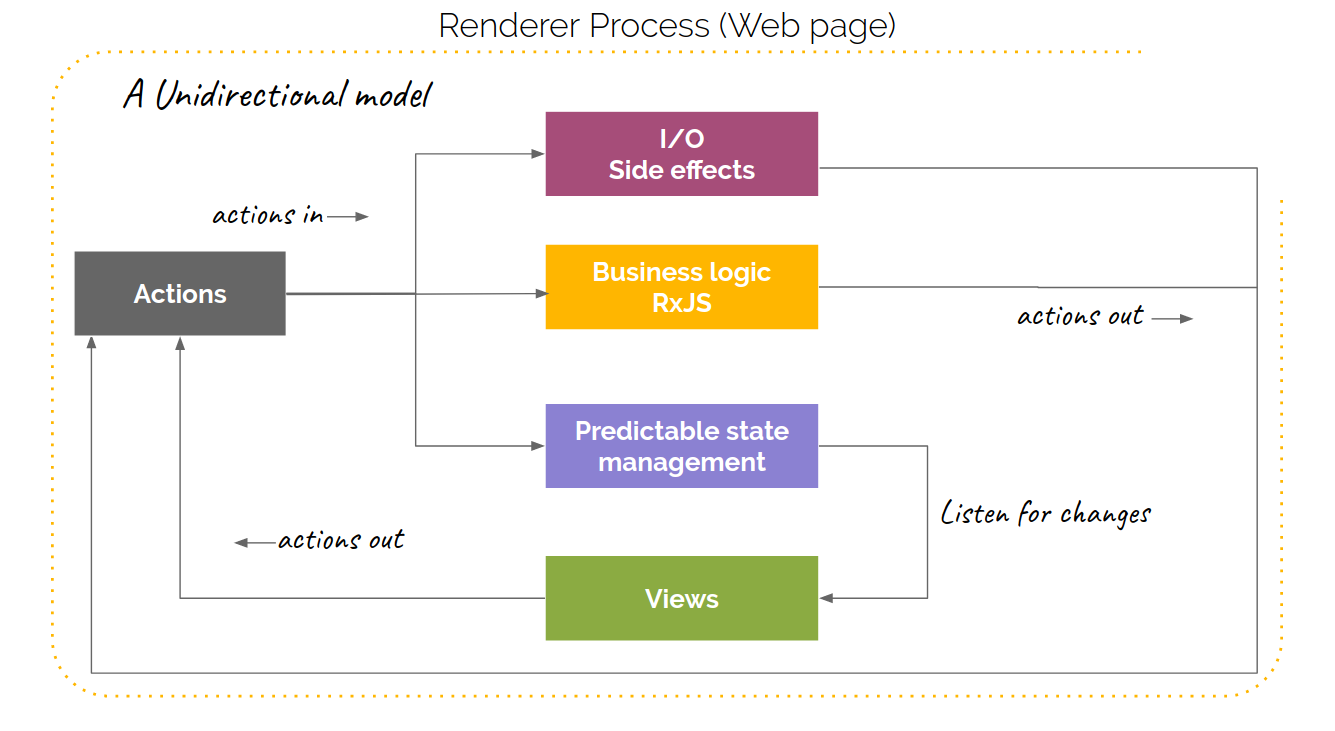 Renderer Process (Web page)
A Unidirectional model
I/O
Side effects
actions in
Actions
Business logic
RxJS
actions out
Predictable state
management
Listen for changes
actions out
Views